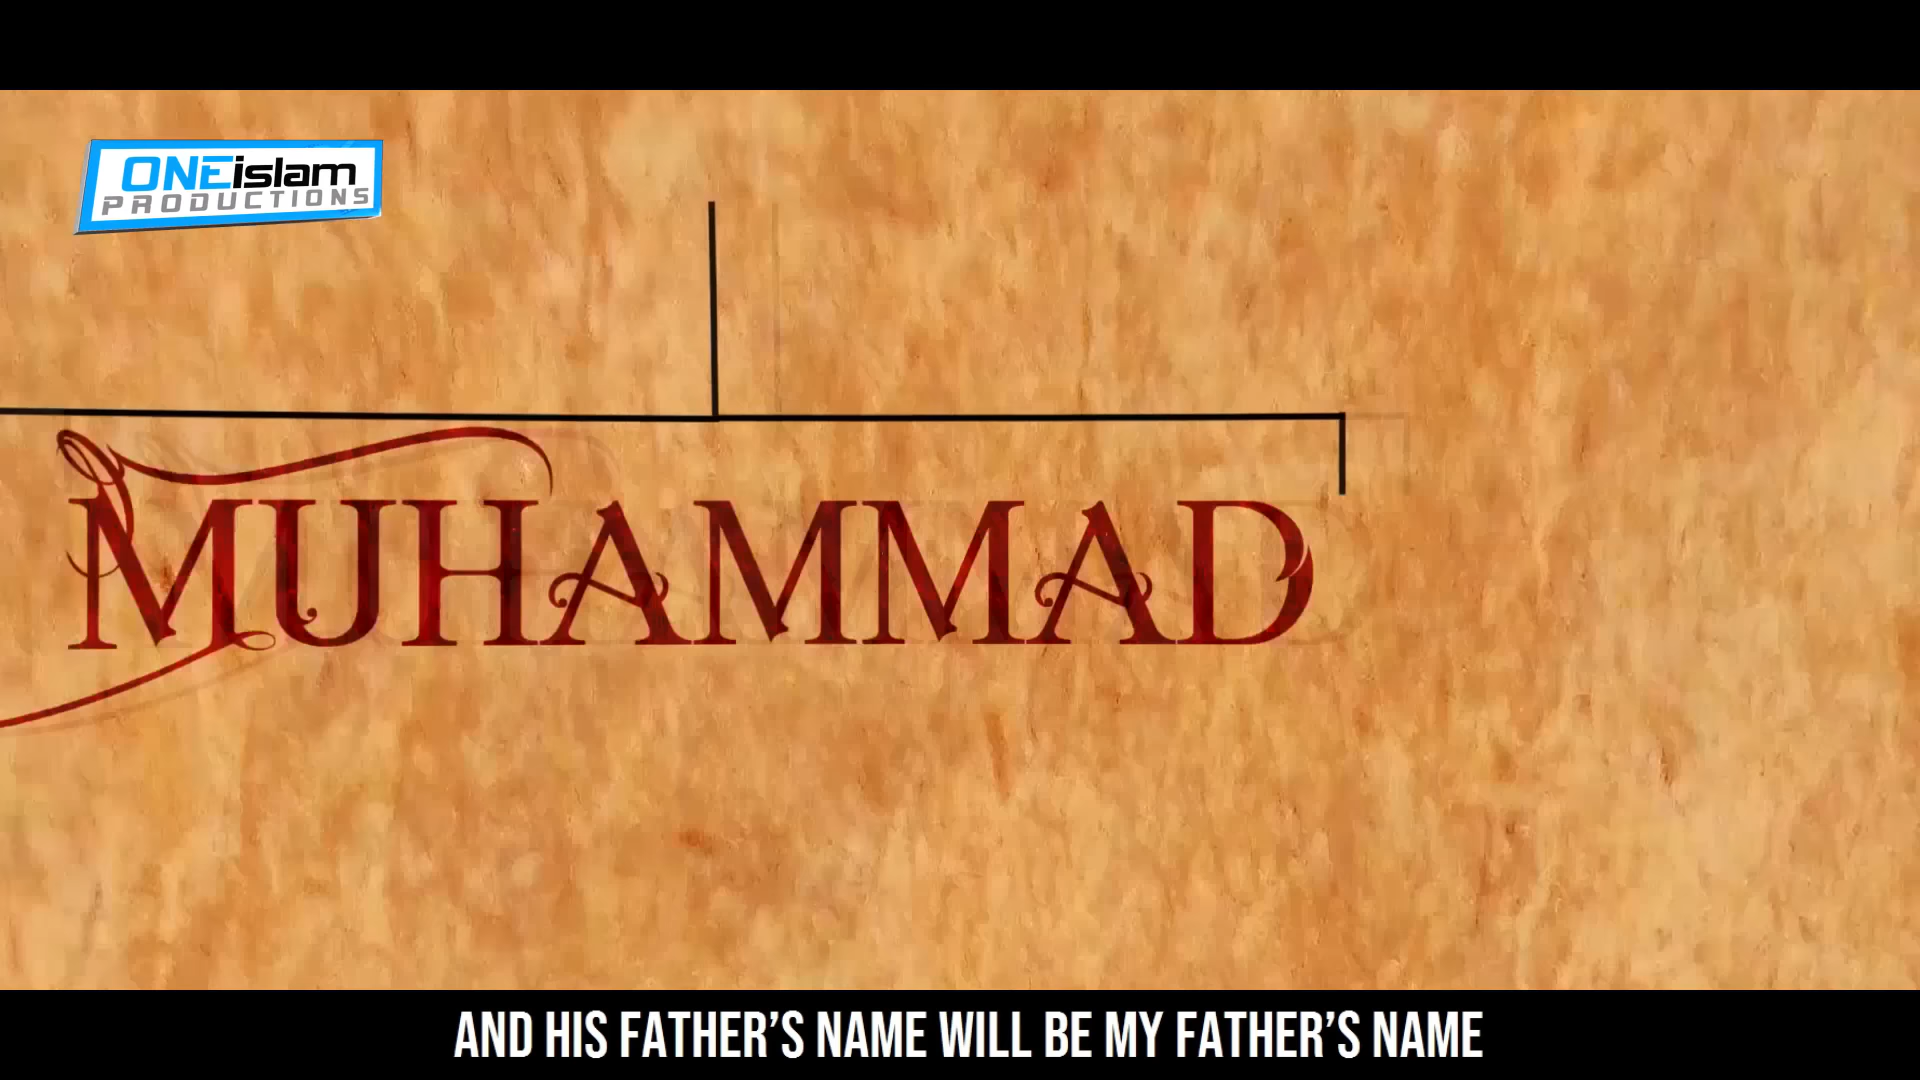 ONEislam
PRODUCTIONS
MUHAMMAD
AND HIS FATHER’S NAME WILL BE MY FATHER’S NAME